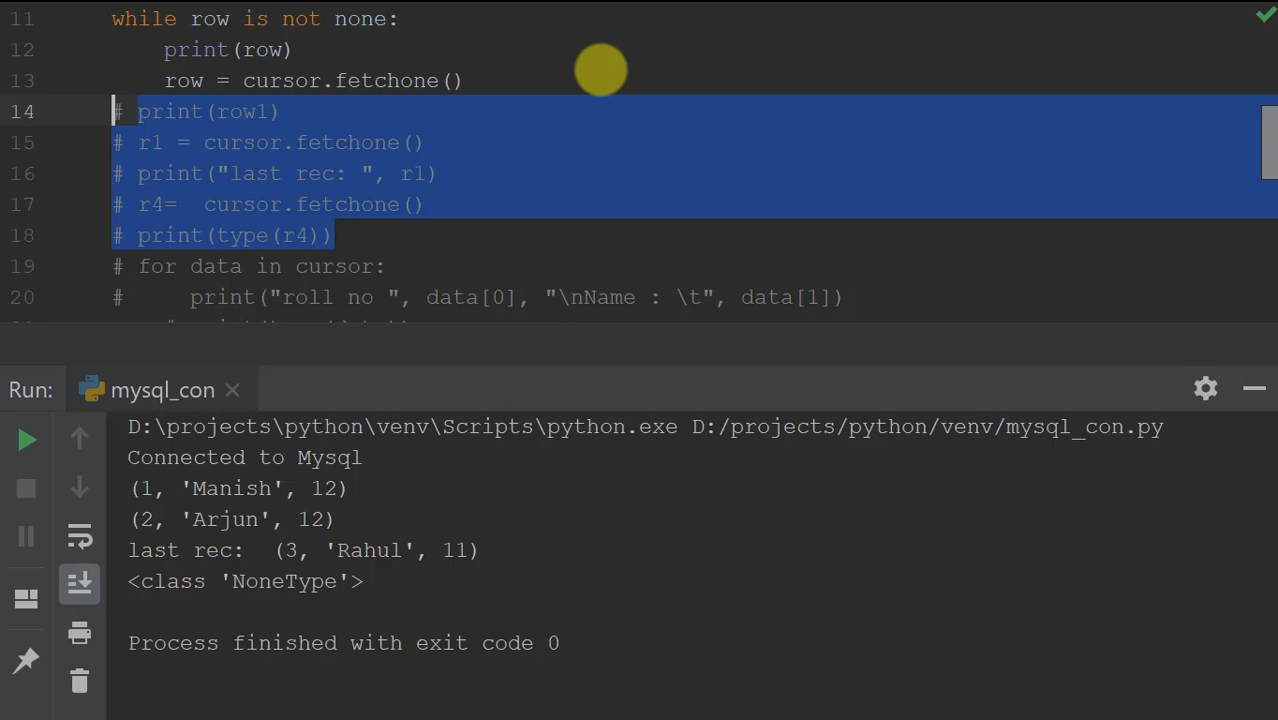 11 while row is not none:
12 print(row)
13 row = cursor.fetchone()
14 # print(row1)
15 # r1 = cursor.fetchone()
16 # print("last rec: ", r1)
17 # r4=  cursor.fetchone()
18 # print(type(r4))
19 # for data in cursor:
20 #     print("roll no ", data[0], "\nName : \t", data[1])
Run: mysql_con
D:\projects\python\venv\Scripts\python.exe D:/projects/python/venv/mysql_con.py
Connected to Mysql
(1, 'Manish', 12)
(2, 'Arjun', 12)
last rec:  (3, 'Rahul', 11)
<class 'NoneType'>
Process finished with exit code 0